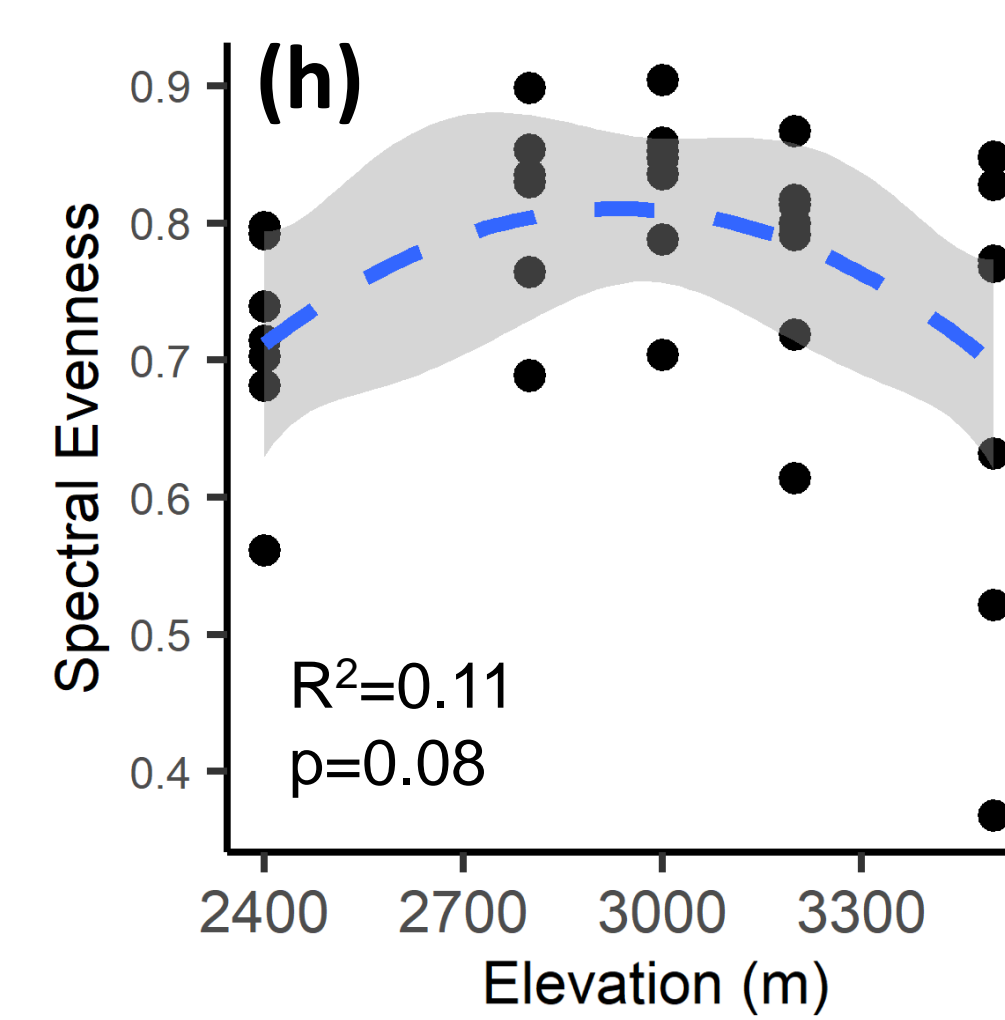 (h)
0.9
0.8
0.7
0.6
0.5
0.4
Spectral Evenness
R²=0.11
p=0.08
2400 2700 3000 3300
Elevation (m)